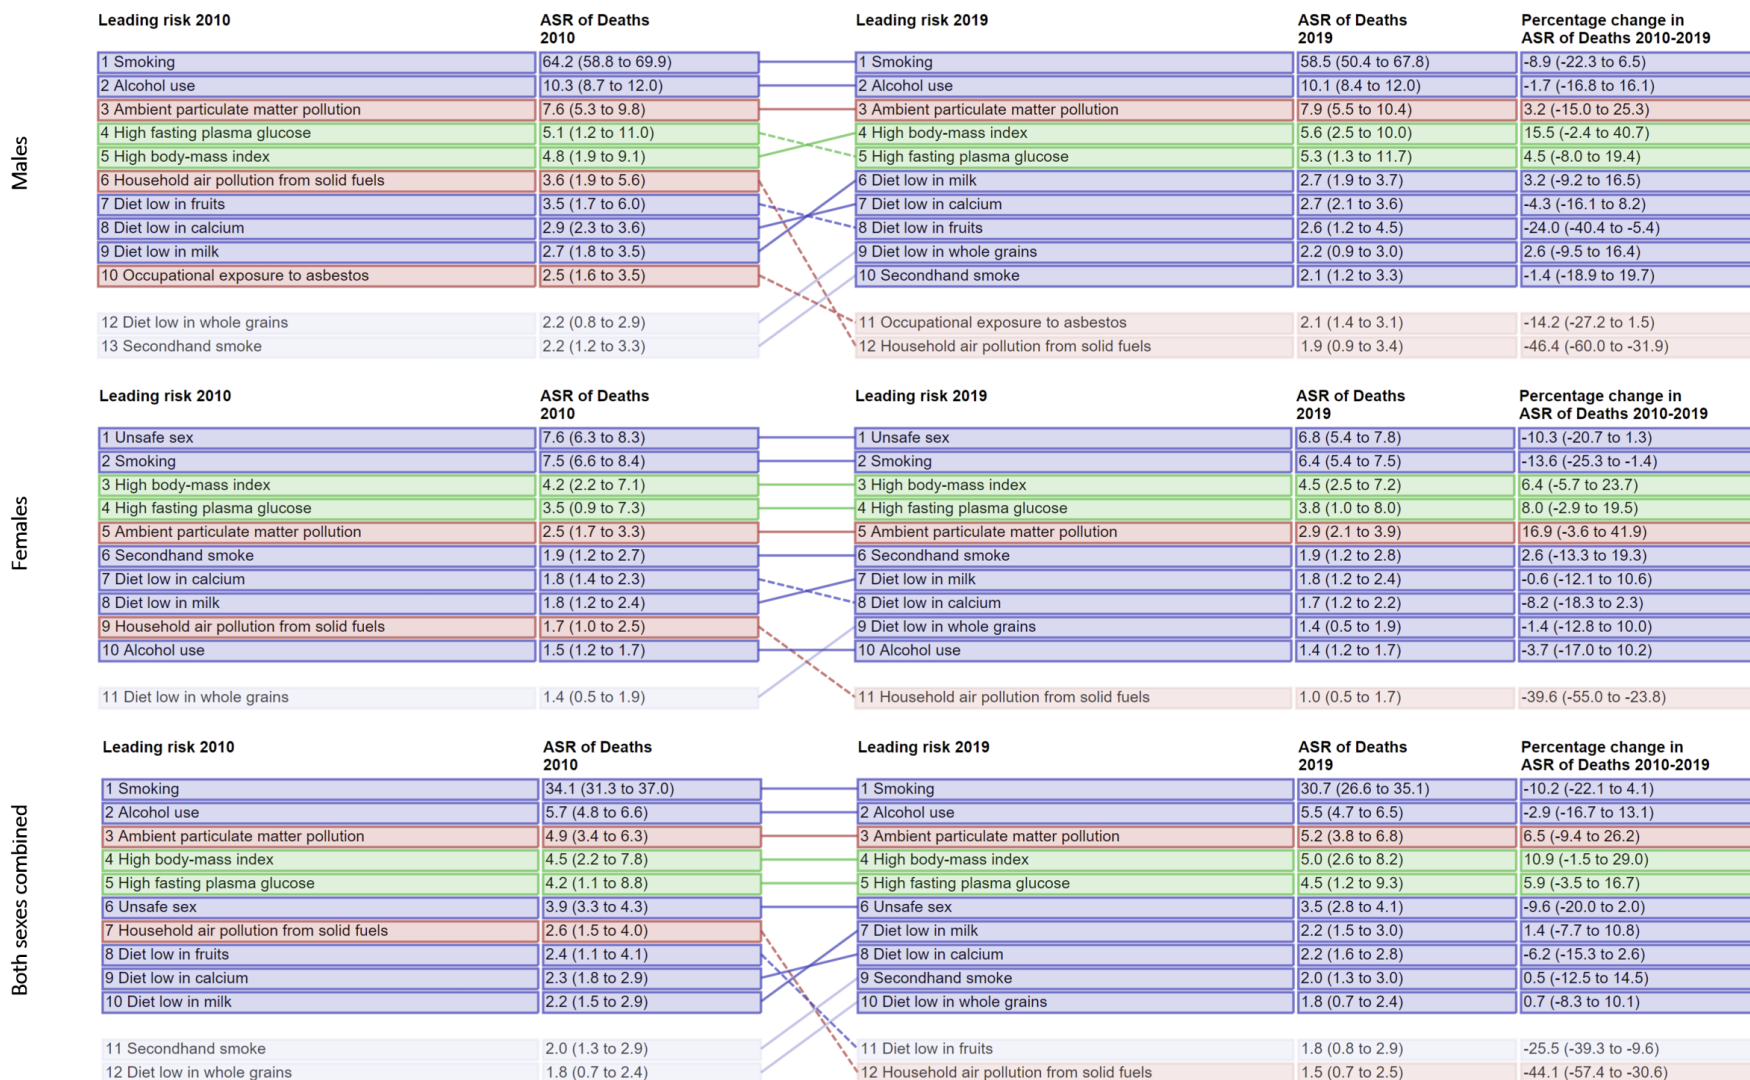 Males
Leading risk 2010 ASR of Deaths 2010 Leading risk 2019 ASR of Deaths 2019 Percentage change in ASR of Deaths 2010-2019
1 Smoking 64.2 (58.8 to 69.9) 1 Smoking 58.5 (50.4 to 67.8) -8.9 (-22.3 to 6.5)
2 Alcohol use 10.3 (8.7 to 12.0) 2 Alcohol use 10.1 (8.4 to 12.0) -1.7 (-16.8 to 16.1)
3 Ambient particulate matter pollution 7.6 (5.3 to 9.8) 3 Ambient particulate matter pollution 7.9 (5.5 to 10.4) 3.2 (-15.0 to 25.3)
4 High fasting plasma glucose 5.1 (1.2 to 11.0) 4 High body-mass index 5.6 (2.5 to 10.0) 15.5 (-2.4 to 40.7)
5 High body-mass index 4.8 (1.9 to 9.1) 5 High fasting plasma glucose 5.3 (1.3 to 11.7) 4.5 (-8.0 to 19.4)
6 Household air pollution from solid fuels 3.6 (1.9 to 5.6) 6 Diet low in milk 2.7 (1.9 to 3.7) 3.2 (-9.2 to 16.5)
7 Diet low in fruits 3.5 (1.7 to 6.0) 7 Diet low in calcium 2.7 (2.1 to 3.6) -4.3 (-16.1 to 8.2)
8 Diet low in calcium 2.9 (2.3 to 3.6) 8 Diet low in fruits 2.6 (1.2 to 4.5) -24.0 (-40.4 to -5.4)
9 Diet low in milk 2.7 (1.8 to 3.5) 9 Diet low in whole grains 2.2 (0.9 to 3.0) 2.6 (-9.5 to 16.4)
10 Occupational exposure to asbestos 2.5 (1.6 to 3.5) 10 Secondhand smoke 2.1 (1.2 to 3.3) -1.4 (-18.9 to 19.7)
12 Diet low in whole grains 2.2 (0.8 to 2.9) 11 Occupational exposure to asbestos 2.1 (1.4 to 3.1) -14.2 (-27.2 to 1.5)
13 Secondhand smoke 2.2 (1.2 to 3.3) 12 Household air pollution from solid fuels 1.9 (0.9 to 3.4) -46.4 (-60.0 to -31.9)
Females
Leading risk 2010 ASR of Deaths 2010 Leading risk 2019 ASR of Deaths 2019 Percentage change in ASR of Deaths 2010-2019
1 Unsafe sex 7.6 (6.3 to 8.3) 1 Unsafe sex 6.8 (5.4 to 7.8) -10.3 (-20.7 to 1.3)
2 Smoking 7.5 (6.6 to 8.4) 2 Smoking 6.4 (5.4 to 7.5) -13.6 (-25.3 to -1.4)
3 High body-mass index 4.2 (2.2 to 7.1) 3 High body-mass index 4.5 (2.5 to 7.2) 6.4 (-5.7 to 23.7)
4 High fasting plasma glucose 3.5 (0.9 to 7.3) 4 High fasting plasma glucose 3.8 (1.0 to 8.0) 8.0 (-2.9 to 19.5)
5 Ambient particulate matter pollution 2.5 (1.7 to 3.3) 5 Ambient particulate matter pollution 2.9 (2.1 to 3.9) 16.9 (-3.6 to 41.9)
6 Secondhand smoke 1.9 (1.2 to 2.7) 6 Secondhand smoke 1.9 (1.2 to 2.8) 2.6 (-13.3 to 19.3)
7 Diet low in calcium 1.8 (1.4 to 2.3) 7 Diet low in milk 1.8 (1.2 to 2.4) -0.6 (-12.1 to 10.6)
8 Diet low in milk 1.8 (1.2 to 2.4) 8 Diet low in calcium 1.7 (1.2 to 2.2) -8.2 (-18.3 to 2.3)
9 Household air pollution from solid fuels 1.7 (1.0 to 2.5) 9 Diet low in whole grains 1.4 (0.5 to 1.9) -1.4 (-12.8 to 10.0)
10 Alcohol use 1.5 (1.2 to 1.7) 10 Alcohol use 1.4 (1.2 to 1.7) -3.7 (-17.0 to 10.2)
11 Diet low in whole grains 1.4 (0.5 to 1.9) 11 Household air pollution from solid fuels 1.0 (0.5 to 1.7) -39.6 (-55.0 to -23.8)
Both sexes combined
Leading risk 2010 ASR of Deaths 2010 Leading risk 2019 ASR of Deaths 2019 Percentage change in ASR of Deaths 2010-2019
1 Smoking 34.1 (31.3 to 37.0) 1 Smoking 30.7 (26.6 to 35.1) -10.2 (-22.1 to 4.1)
2 Alcohol use 5.7 (4.8 to 6.6) 2 Alcohol use 5.5 (4.7 to 6.5) -2.9 (-16.7 to 13.1)
3 Ambient particulate matter pollution 4.9 (3.4 to 6.3) 3 Ambient particulate matter pollution 5.2 (3.8 to 6.8) 6.5 (-9.4 to 26.2)
4 High body-mass index 4.5 (2.2 to 7.8) 4 High body-mass index 5.0 (2.6 to 8.2) 10.9 (-1.5 to 29.0)
5 High fasting plasma glucose 4.2 (1.1 to 8.8) 5 High fasting plasma glucose 4.5 (1.2 to 9.3) 5.9 (-3.5 to 16.7)
6 Unsafe sex 3.9 (3.3 to 4.3) 6 Unsafe sex 3.5 (2.8 to 4.1) -9.6 (-20.0 to 2.0)
7 Household air pollution from solid fuels 2.6 (1.5 to 4.0) 7 Diet low in milk 2.2 (1.5 to 3.0) 1.4 (-7.7 to 10.8)
8 Diet low in fruits 2.4 (1.1 to 4.1) 8 Diet low in calcium 2.2 (1.6 to 2.8) -6.2 (-15.3 to 2.6)
9 Diet low in calcium 2.3 (1.8 to 2.9) 9 Secondhand smoke 2.0 (1.3 to 3.0) 0.5 (-12.5 to 14.5)
10 Diet low in milk 2.2 (1.5 to 2.9) 10 Diet low in whole grains 1.8 (0.7 to 2.4) 0.7 (-8.3 to 10.1)
11 Secondhand smoke 2.0 (1.3 to 2.9) 11 Diet low in fruits 1.8 (0.8 to 2.9) -25.5 (-39.3 to -9.6)
12 Diet low in whole grains 1.8 (0.7 to 2.4) 12 Household air pollution from solid fuels 1.5 (0.7 to 2.5) -44.1 (-57.4 to -30.6)